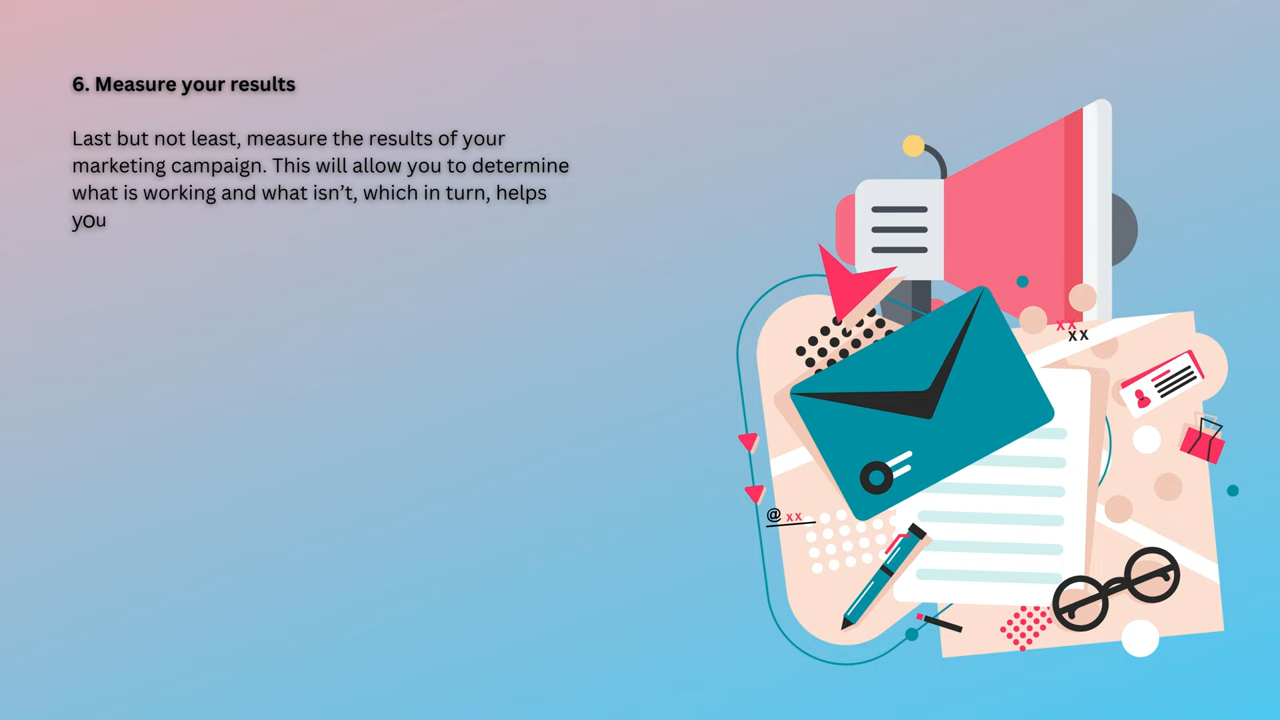 6. Measure your results
Last but not least, measure the results of your
marketing campaign. This will allow you to determine
what is working and what isn’t, which in turn, helps
you
xx
xx
@ xx